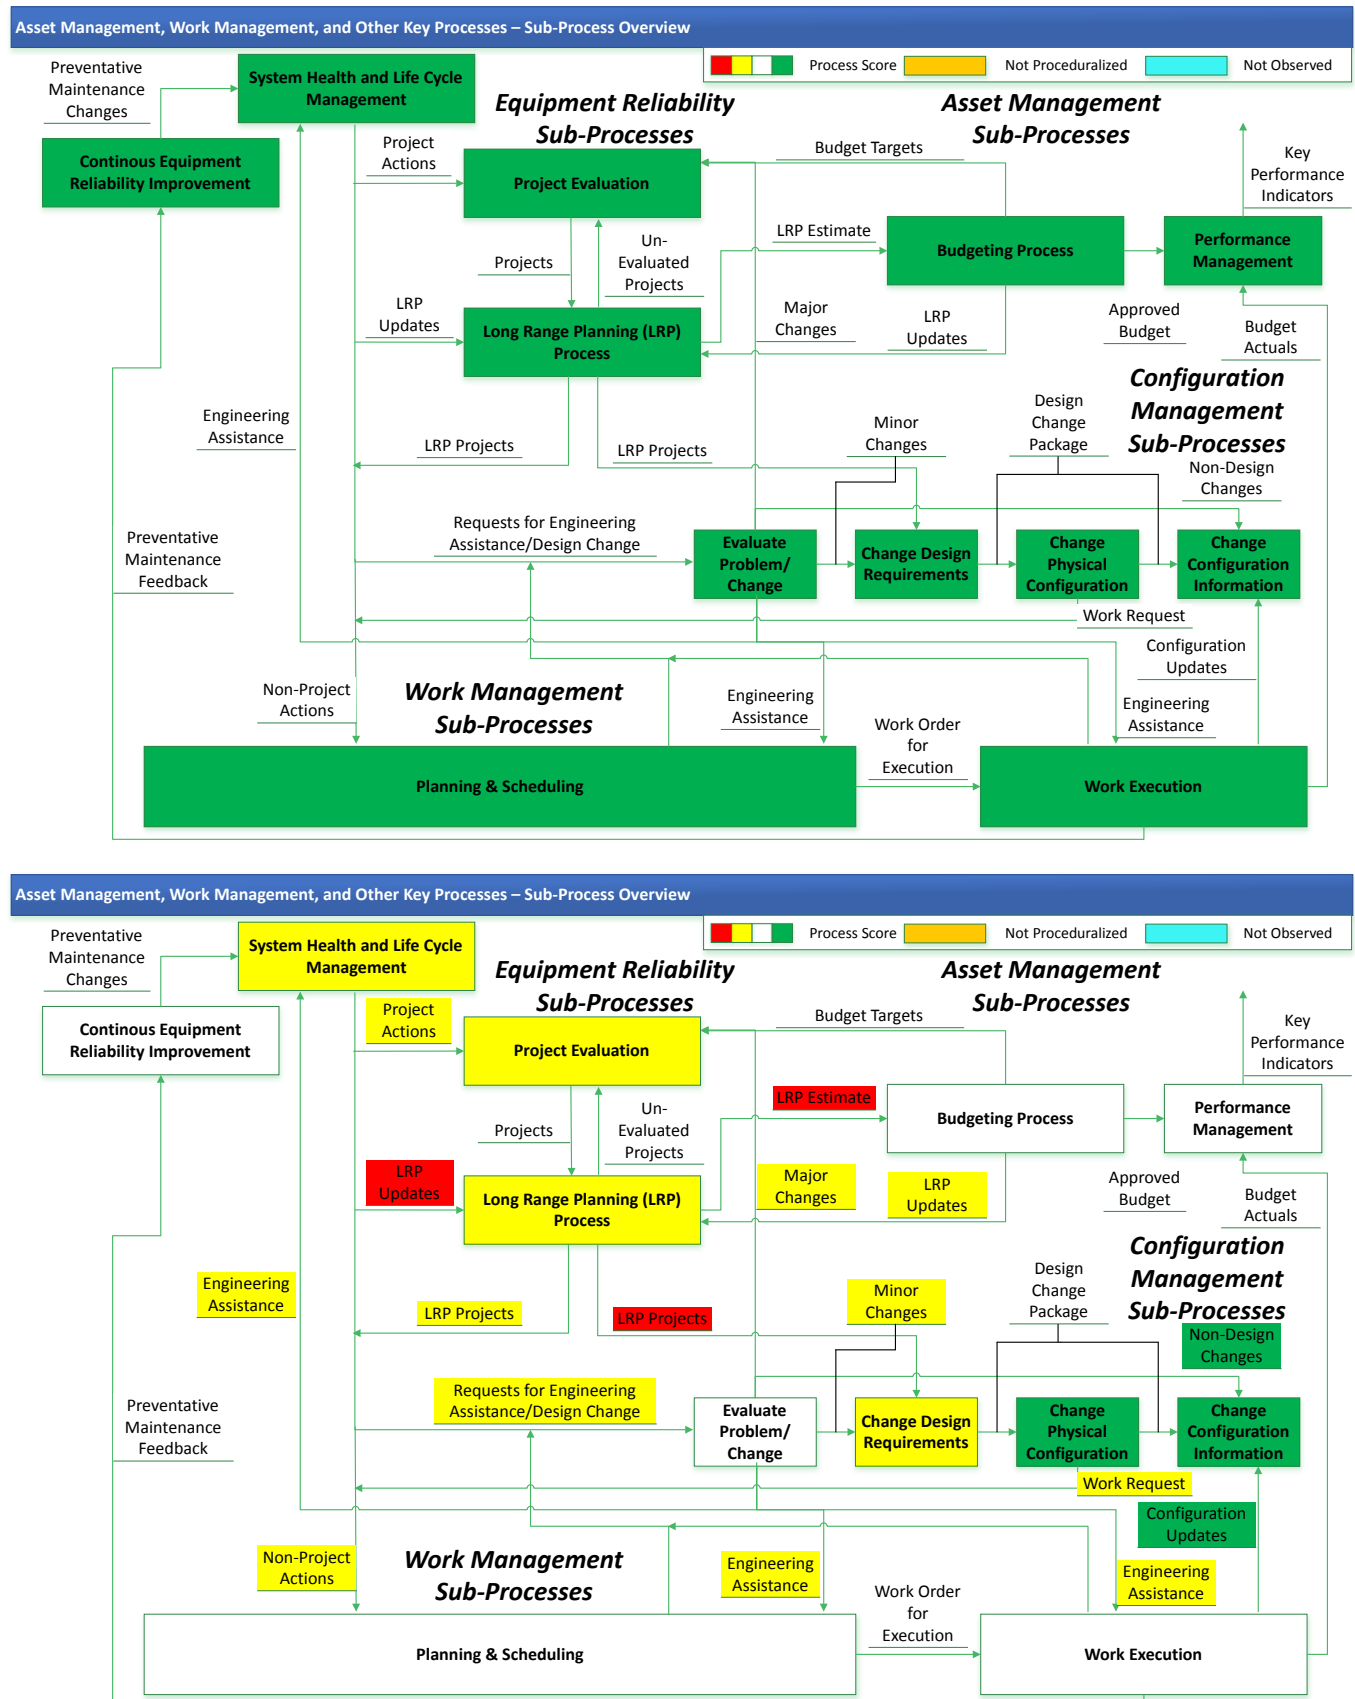 Asset Management, Work Management, and Other Key Processes – Sub-Process Overview
Process Score
Not Proceduralized
Not Observed
Preventative
Maintenance
Changes
System Health and Life Cycle
Management
Equipment Reliability
Sub-Processes
Asset Management
Sub-Processes
Continous Equipment
Reliability Improvement
Project
Actions
Project Evaluation
Budget Targets
Key
Performance
Indicators
Projects
Un-
Evaluated
Projects
LRP Estimate
Budgeting Process
Performance
Management
LRP
Updates
Long Range Planning (LRP)
Process
Major
Changes
LRP
Updates
Approved
Budget
Budget
Actuals
Configuration
Management
Sub-Processes
Engineering
Assistance
LRP Projects
LRP Projects
Minor
Changes
Design
Change
Package
Non-Design
Changes
Preventative
Maintenance
Feedback
Requests for Engineering
Assistance/Design Change
Evaluate
Problem/
Change
Change Design
Requirements
Change
Physical
Configuration
Change
Configuration
Information
Work Request
Configuration
Updates
Non-Project
Actions
Work Management
Sub-Processes
Engineering
Assistance
Work Order
for
Execution
Engineering
Assistance
Planning & Scheduling
Work Execution
Asset Management, Work Management, and Other Key Processes – Sub-Process Overview
Process Score
Not Proceduralized
Not Observed
Preventative
Maintenance
Changes
System Health and Life Cycle
Management
Equipment Reliability
Sub-Processes
Asset Management
Sub-Processes
Continous Equipment
Reliability Improvement
Project
Actions
Project Evaluation
Budget Targets
Key
Performance
Indicators
Projects
Un-
Evaluated
Projects
LRP Estimate
Budgeting Process
Performance
Management
LRP
Updates
Long Range Planning (LRP)
Process
Major
Changes
LRP
Updates
Approved
Budget
Budget
Actuals
Configuration
Management
Sub-Processes
Engineering
Assistance
LRP Projects
LRP Projects
Minor
Changes
Design
Change
Package
Non-Design
Changes
Preventative
Maintenance
Feedback
Requests for Engineering
Assistance/Design Change
Evaluate
Problem/
Change
Change Design
Requirements
Change
Physical
Configuration
Change
Configuration
Information
Work Request
Configuration
Updates
Non-Project
Actions
Work Management
Sub-Processes
Engineering
Assistance
Work Order
for
Execution
Engineering
Assistance
Planning & Scheduling
Work Execution